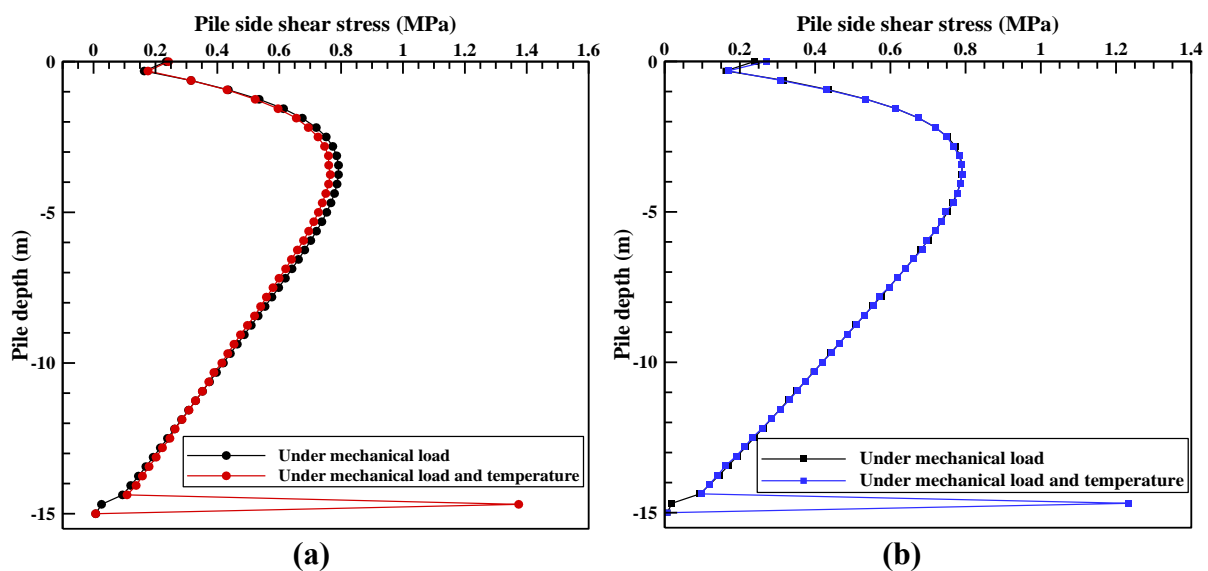 Pile side shear stress (MPa)
0 0.2 0.4 0.6 0.8 1 1.2 1.4 1.6
0
-5
-10
-15
Pile depth (m)
Under mechanical load
Under mechanical load and temperature
(a)
Pile side shear stress (MPa)
0 0.2 0.4 0.6 0.8 1 1.2 1.4
0
-5
-10
-15
Pile depth (m)
Under mechanical load
Under mechanical load and temperature
(b)